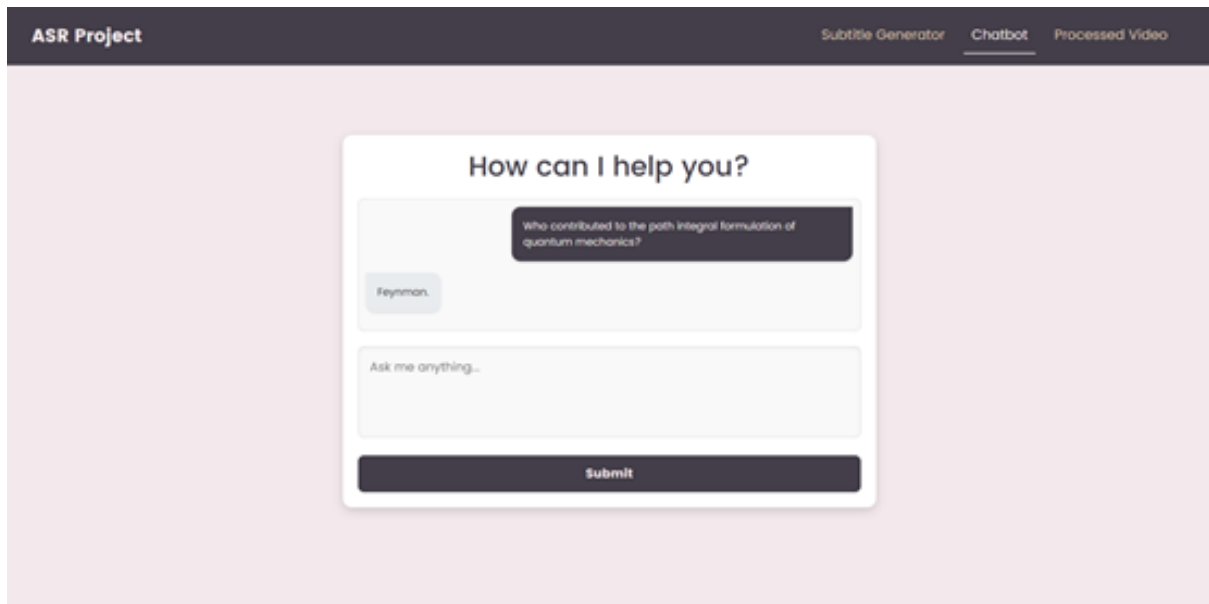 ASR Project
Subtitle Generator Chatbot Processed Video
How can I help you?
Who contributed to the path integral formulation of
quantum mechanics?
Feynman.
Ask me anything...
Submit